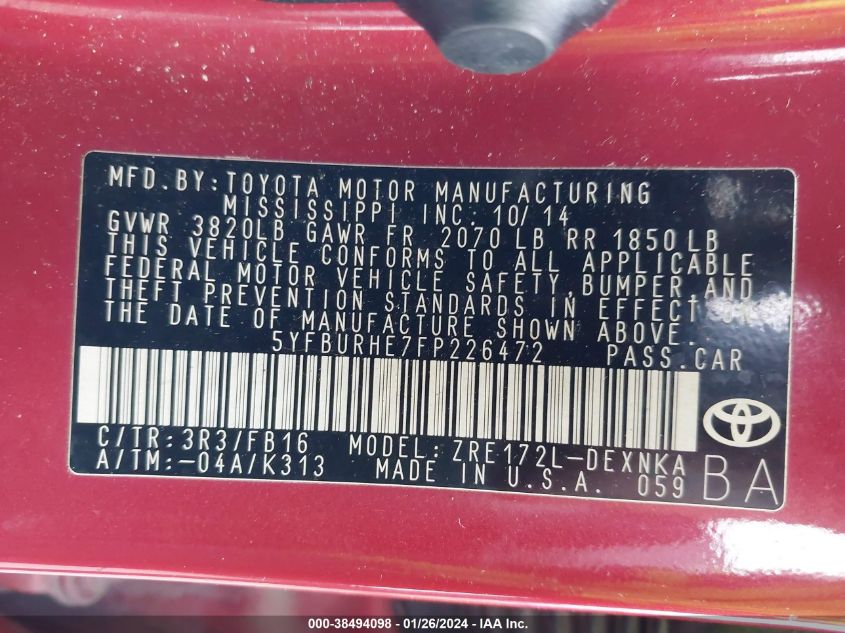 MFD.BY:TOYOTA MOTOR MANUFACTURING
MISSISSIPPI INC. 10/14
GVWR 3820LB GAWR FR 2070 LB RR 1850 LB
THIS VEHICLE CONFORMS TO ALL APPLICABLE
FEDERAL MOTOR VEHICLE SAFETY, BUMPER AND
THEFT PREVENTION STANDARDS IN EFFECT ON
THE DATE OF MANUFACTURE SHOWN ABOVE.
5YFBURHE7FP226472 PASS.CAR
C/TR:3R3/FB16 MODEL:ZRE172L-DEXNKA
A/TM:-04A/K313 MADE IN U.S.A. 059 BA
000-38494098 - 01/26/2024 - © IAA, Inc.